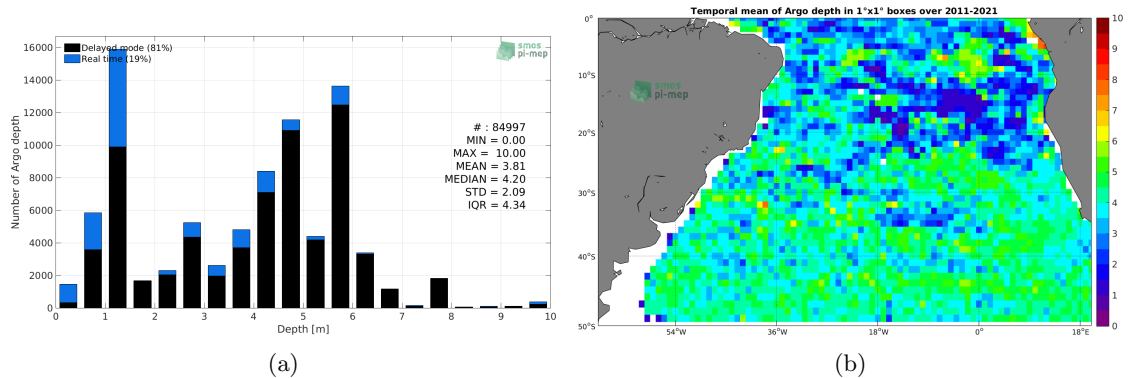 Number of Argo depth
16000
14000
12000
10000
8000
6000
4000
2000
0
Delayed mode (81%)
Real time (19%)
smos
pi-mep
# : 84997
MIN = 0.00
MAX = 10.00
MEAN = 3.81
MEDIAN = 4.20
STD = 2.09
IQR = 4.34
0 1 2 3 4 5 6 7 8 9 10
Depth [m]
(a)
Temporal mean of Argo depth in 1°x1° boxes over 2011-2021
0°
10°S
20°S
30°S
40°S
50°S
smos
pi-mep
54°W 36°W 18°W 0° 18°E
10
9
8
7
6
5
4
3
2
1
0
(b)